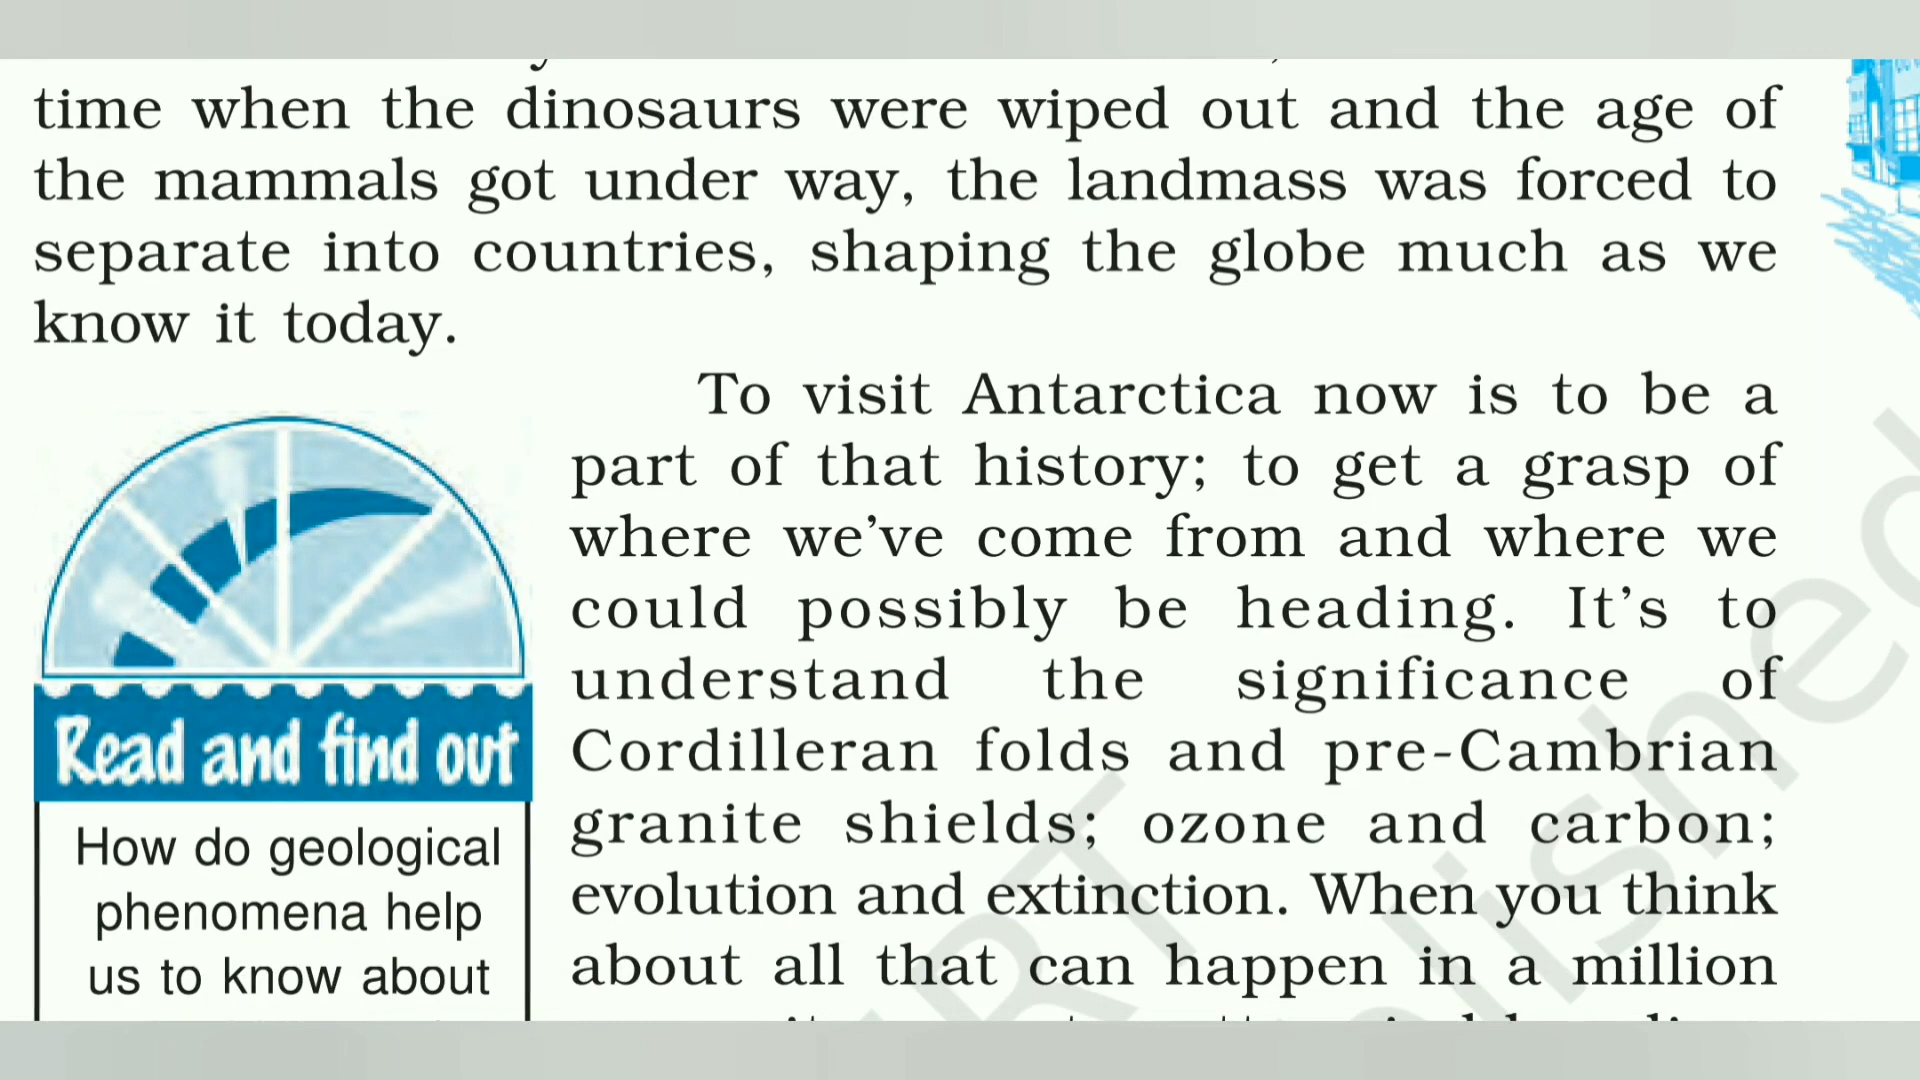 time when the dinosaurs were wiped out and the age of
the mammals got under way, the landmass was forced to
separate into countries, shaping the globe much as we
know it today.
To visit Antarctica now is to be a
part of that history; to get a grasp of
where we've come from and where we
could possibly be heading. It's to
understand the significance of
Cordilleran folds and pre-Cambrian
granite shields; ozone and carbon;
evolution and extinction. When you think
about all that can happen in a million
Read and find out
How do geological
phenomena help
us to know about